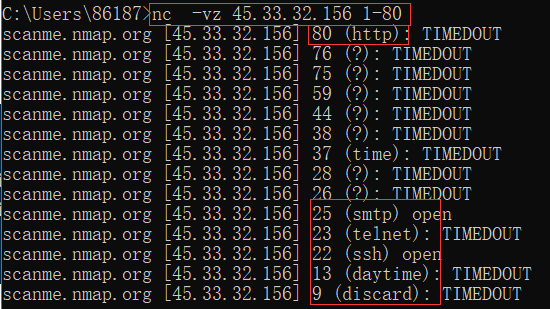 C:\Users\86187>nc  -vz 45.33.32.156 1-80
scanme.nmap.org [45.33.32.156] 80 (http): TIMEDOUT
scanme.nmap.org [45.33.32.156] 76 (?): TIMEDOUT
scanme.nmap.org [45.33.32.156] 75 (?): TIMEDOUT
scanme.nmap.org [45.33.32.156] 59 (?): TIMEDOUT
scanme.nmap.org [45.33.32.156] 44 (?): TIMEDOUT
scanme.nmap.org [45.33.32.156] 38 (?): TIMEDOUT
scanme.nmap.org [45.33.32.156] 37 (time): TIMEDOUT
scanme.nmap.org [45.33.32.156] 28 (?): TIMEDOUT
scanme.nmap.org [45.33.32.156] 26 (?): TIMEDOUT
scanme.nmap.org [45.33.32.156] 25 (smtp) open
scanme.nmap.org [45.33.32.156] 23 (telnet): TIMEDOUT
scanme.nmap.org [45.33.32.156] 22 (ssh) open
scanme.nmap.org [45.33.32.156] 13 (daytime): TIMEDOUT
scanme.nmap.org [45.33.32.156] 9 (discard): TIMEDOUT